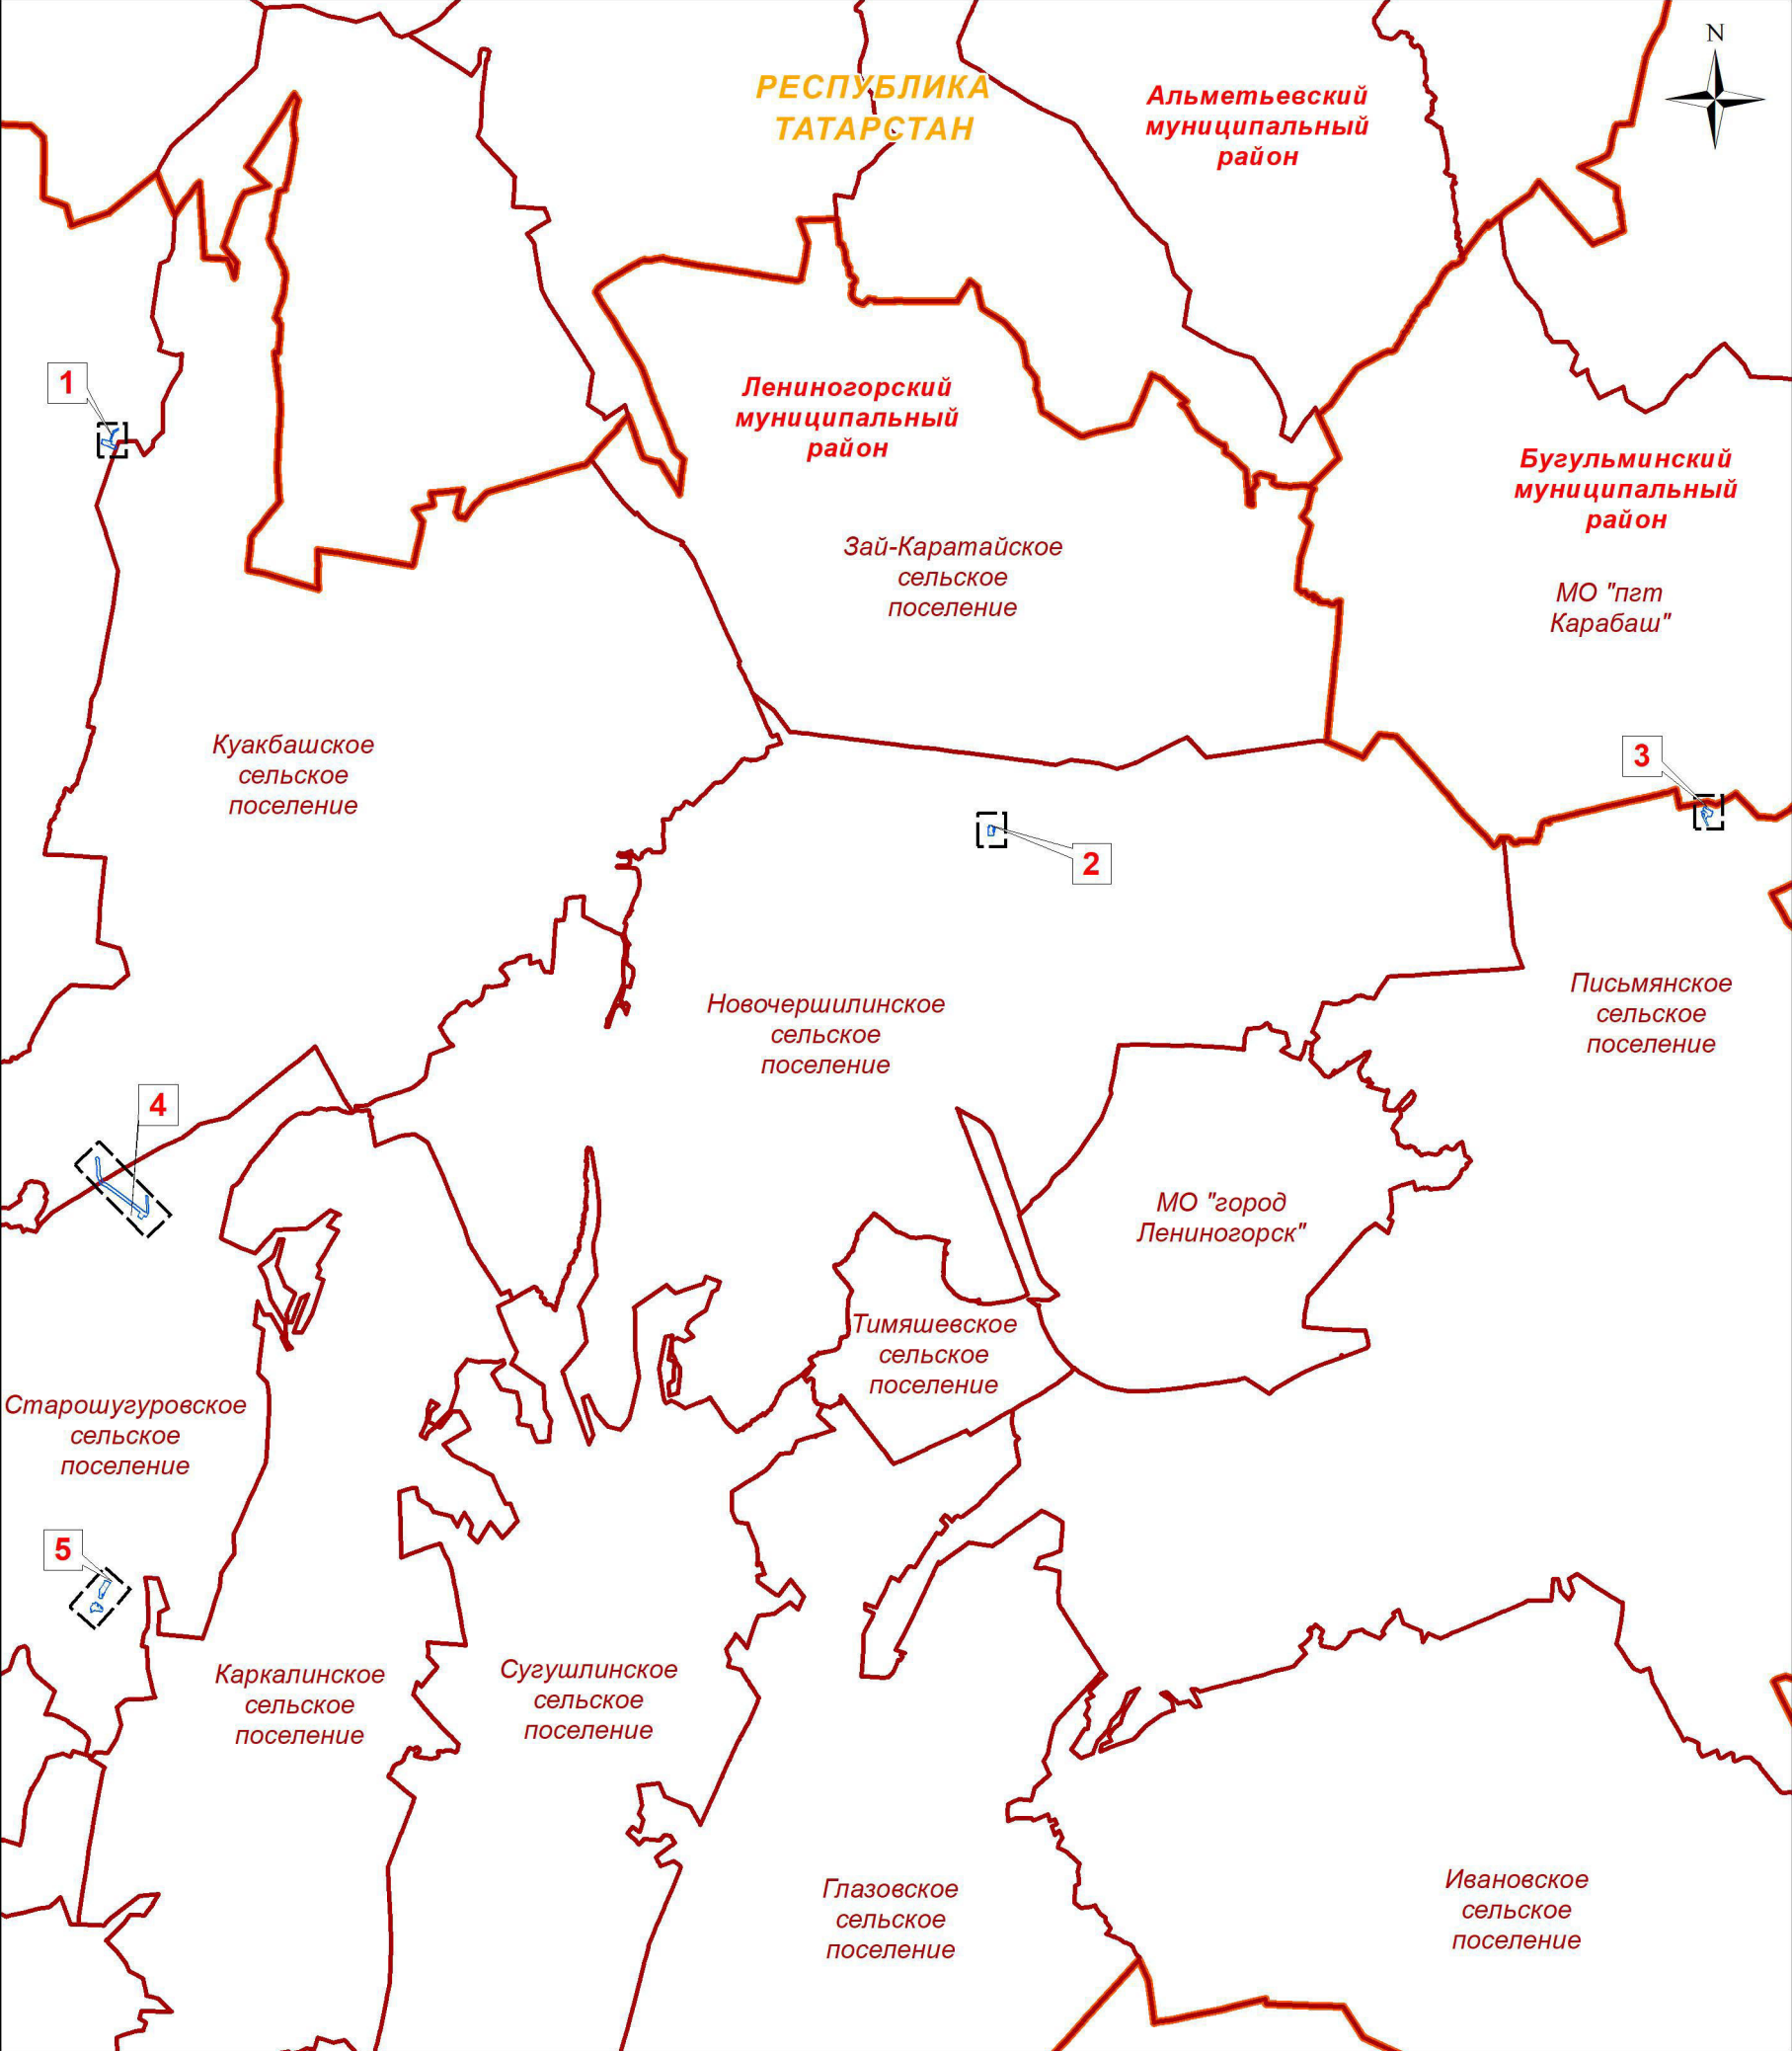 N
РЕСПУБЛИКА
ТАТАРСТАН
Альметьевский
муниципальный
район
1
Лениногорский
муниципальный
район
Бугульминский
муниципальный
район
Зай-Каратайское
сельское
поселение
МО "пгт
Карабаш"
Куакбашское
сельское
поселение
3
2
Новочершилинское
сельское
поселение
Письмянское
сельское
поселение
4
МО "город
Лениногорск"
Тимяшевское
сельское
поселение
Старошугуровское
сельское
поселение
5
Каркалинское
сельское
поселение
Сугушлинское
сельское
поселение
Глазовское
сельское
поселение
Ивановское
сельское
поселение